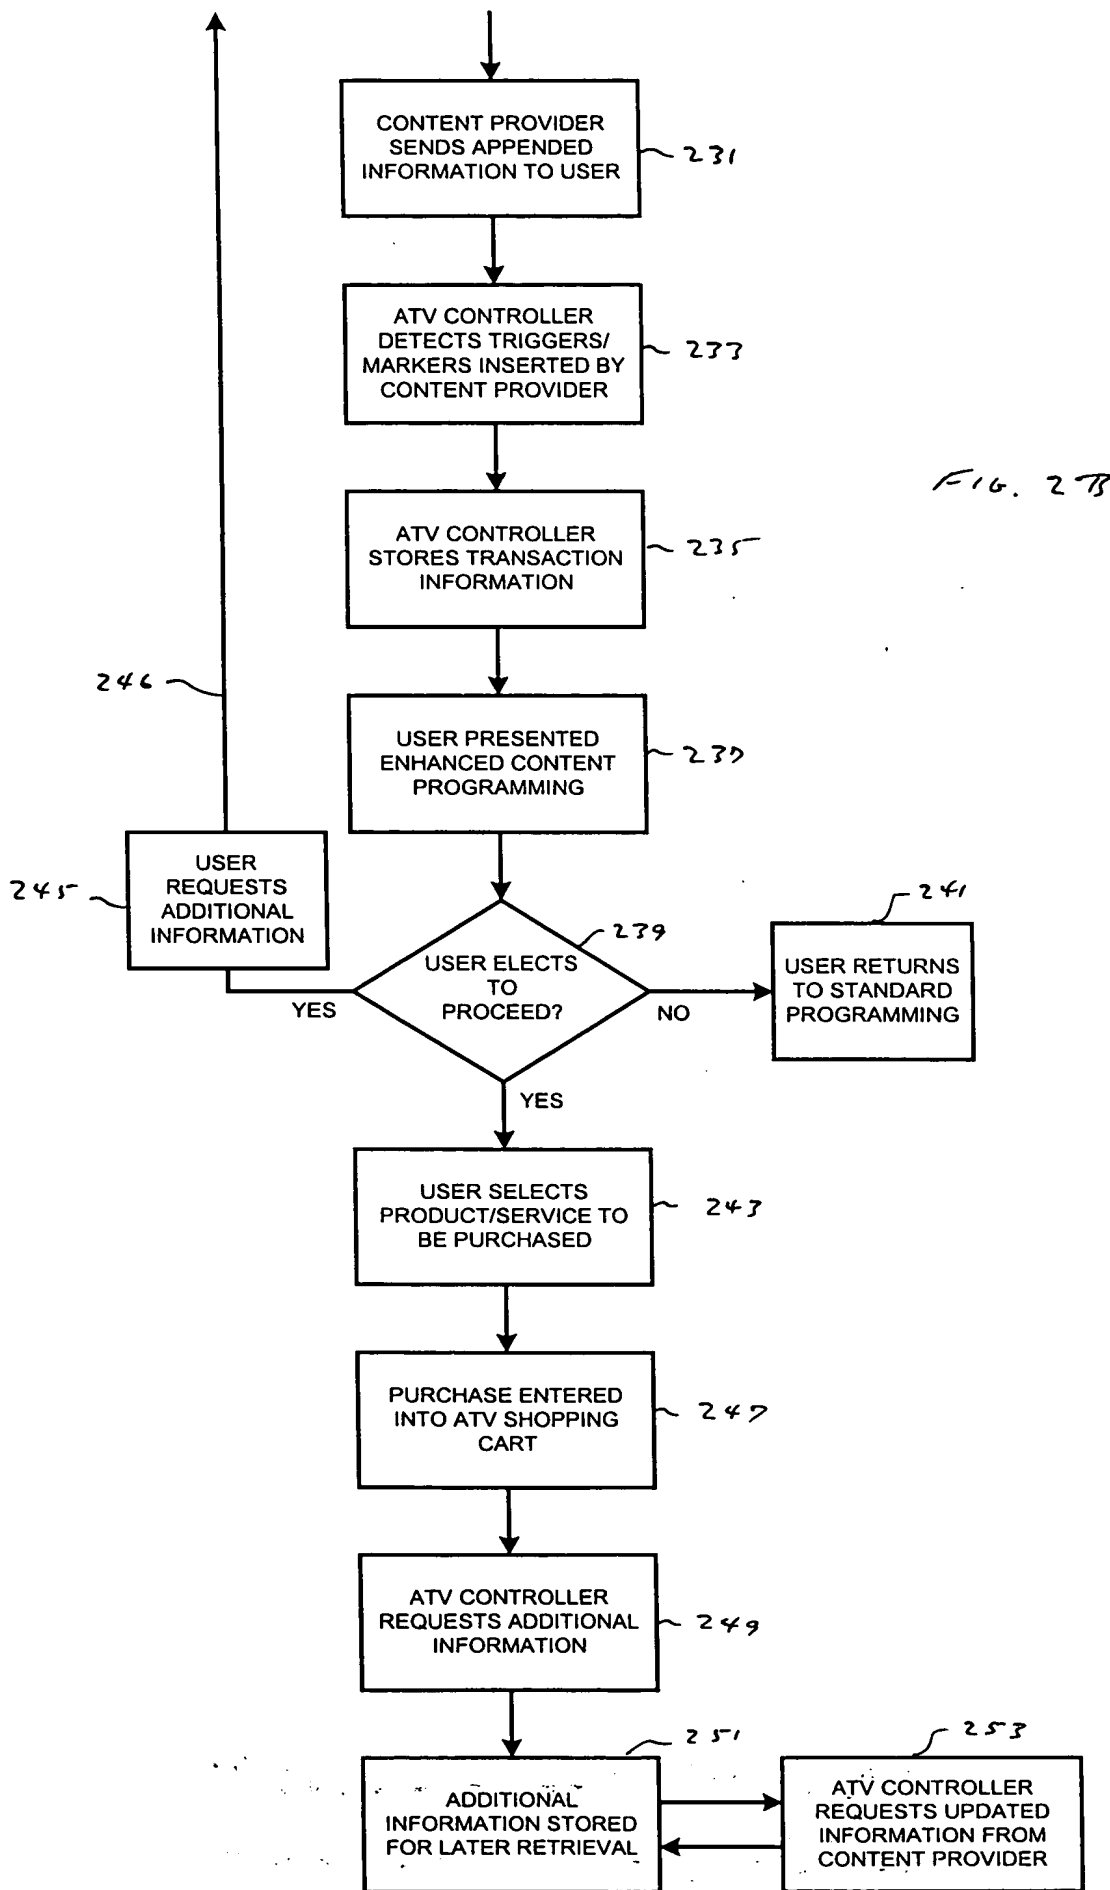 CONTENT PROVIDER
SENDS APPENDED
INFORMATION TO USER
231
ATV CONTROLLER
DETECTS TRIGGERS/
MARKERS INSERTED BY
CONTENT PROVIDER
233
FIG. 2B
ATV CONTROLLER
STORES TRANSACTION
INFORMATION
235
246
USER PRESENTED
ENHANCED CONTENT
PROGRAMMING
237
USER
REQUESTS
ADDITIONAL
INFORMATION
245
239
USER ELECTS
TO
PROCEED?
YES
NO
241
USER RETURNS
TO STANDARD
PROGRAMMING
YES
USER SELECTS
PRODUCT/SERVICE TO
BE PURCHASED
243
PURCHASE ENTERED
INTO ATV SHOPPING
CART
247
ATV CONTROLLER
REQUESTS ADDITIONAL
INFORMATION
249
251
ADDITIONAL
INFORMATION STORED
FOR LATER RETRIEVAL
253
ATV CONTROLLER
REQUESTS UPDATED
INFORMATION FROM
CONTENT PROVIDER